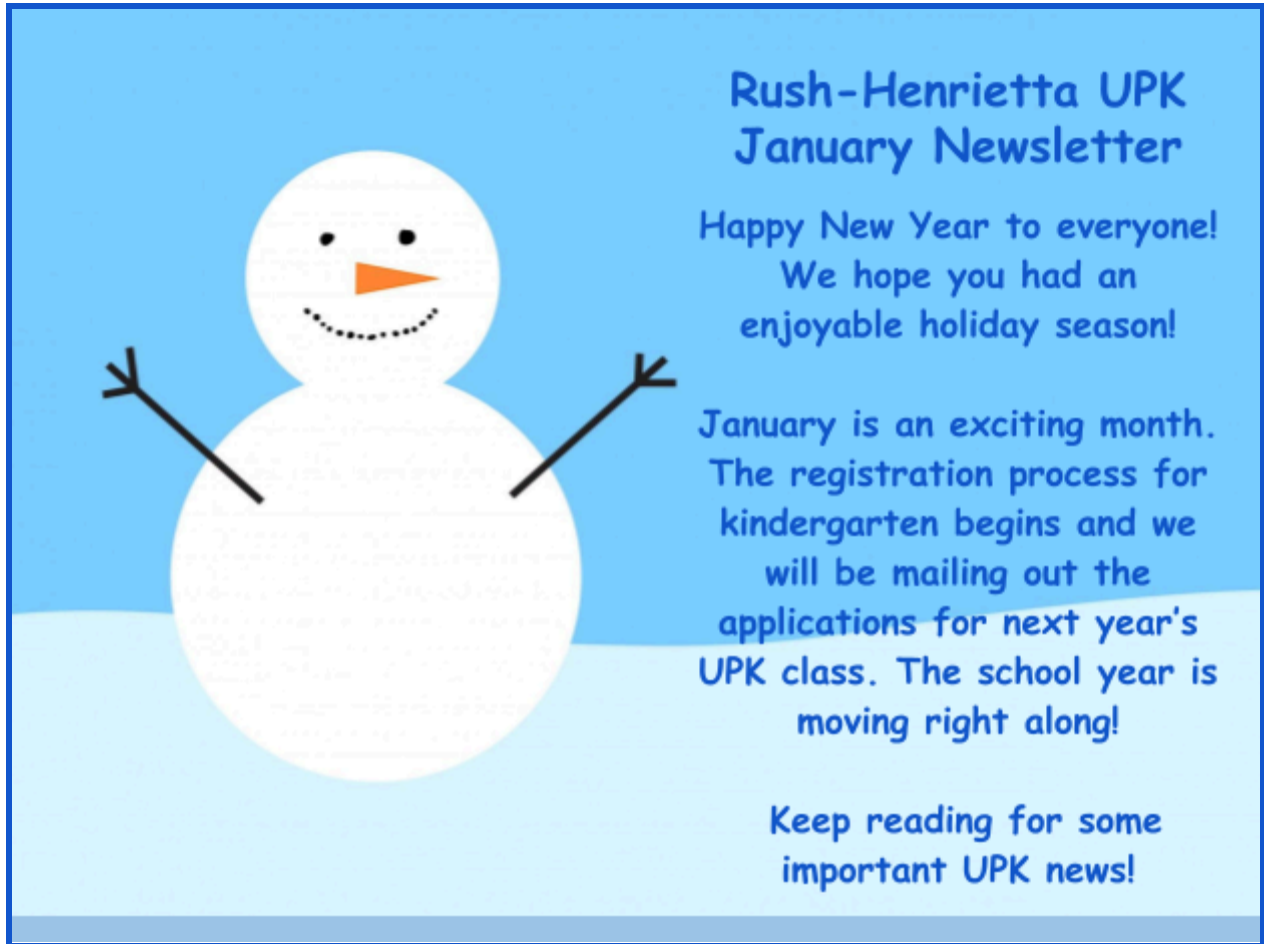 Rush-Henrietta UPK
January Newsletter
Happy New Year to everyone!
We hope you had an
enjoyable holiday season!
January is an exciting month.
The registration process for
kindergarten begins and we
will be mailing out the
applications for next year's
UPK class. The school year is
moving right along!
Keep reading for some
important UPK news!